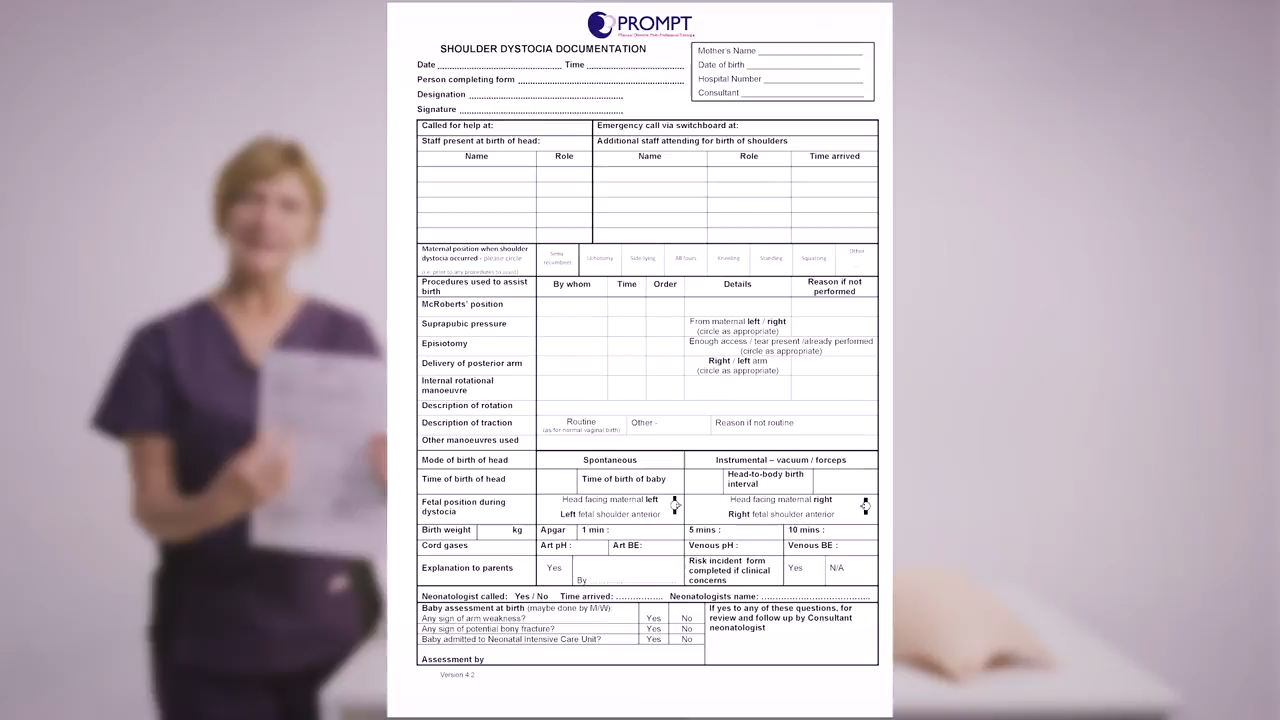 PROMPT
SHOULDER DYSTOCIA DOCUMENTATION
Date Time
Person completing form
Designation
Signature
Mother's Name
Date of birth
Hospital Number
Consultant
Called for help at: Emergency call via switchboard at:
Staff present at birth of head: Additional staff attending for birth of shoulders
Name Role Name Role Time arrived
Maternal position when shoulder
dystocia occurred - please circle
(i.e. prior to any procedures to assist)
Semi
recumbent
Lithotomy Side-lying All fours Kneeling Standing Squatting Other
Procedures used to assist
birth
By whom Time Order Details Reason if not
performed
McRoberts' position
Suprapubic pressure From maternal left / right
(circle as appropriate)
Episiotomy Enough access / tear present /already performed
(circle as appropriate)
Delivery of posterior arm Right / left arm
(circle as appropriate)
Internal rotational
manoeuvre
Description of rotation
Description of traction Routine
(as for normal vaginal birth)
Other - Reason if not routine
Other manoeuvres used
Mode of birth of head Spontaneous Instrumental – vacuum / forceps
Time of birth of head Time of birth of baby Head-to-body birth
interval
Fetal position during
dystocia
Head facing maternal left
Left fetal shoulder anterior
Head facing maternal right
Right fetal shoulder anterior
Birth weight kg Apgar 1 min : 5 mins : 10 mins :
Cord gases Art pH : Art BE: Venous pH : Venous BE :
Explanation to parents Yes By
Risk incident form
completed if clinical
concerns
Yes N/A
Neonatologist called: Yes / No Time arrived: ................ Neonatologists name: ..............................
Baby assessment at birth (maybe done by M/W):
Any sign of arm weakness? Yes No
Any sign of potential bony fracture? Yes No
Baby admitted to Neonatal Intensive Care Unit? Yes No
If yes to any of these questions, for
review and follow up by Consultant
neonatologist
Assessment by
Version 4.2